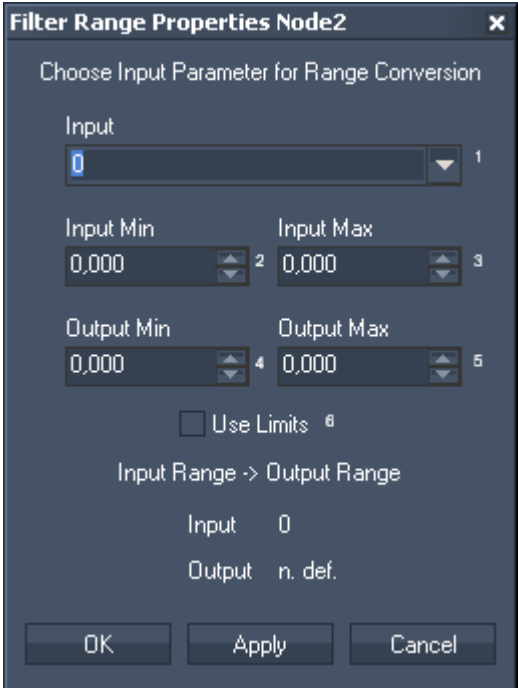 Filter Range Properties Node2
Choose Input Parameter for Range Conversion
Input
0 1
Input Min Input Max
0,000 2 0,000 3
Output Min Output Max
0,000 4 0,000 5
Use Limits 6
Input Range -> Output Range
Input 0
Output n. def.
OK Apply Cancel